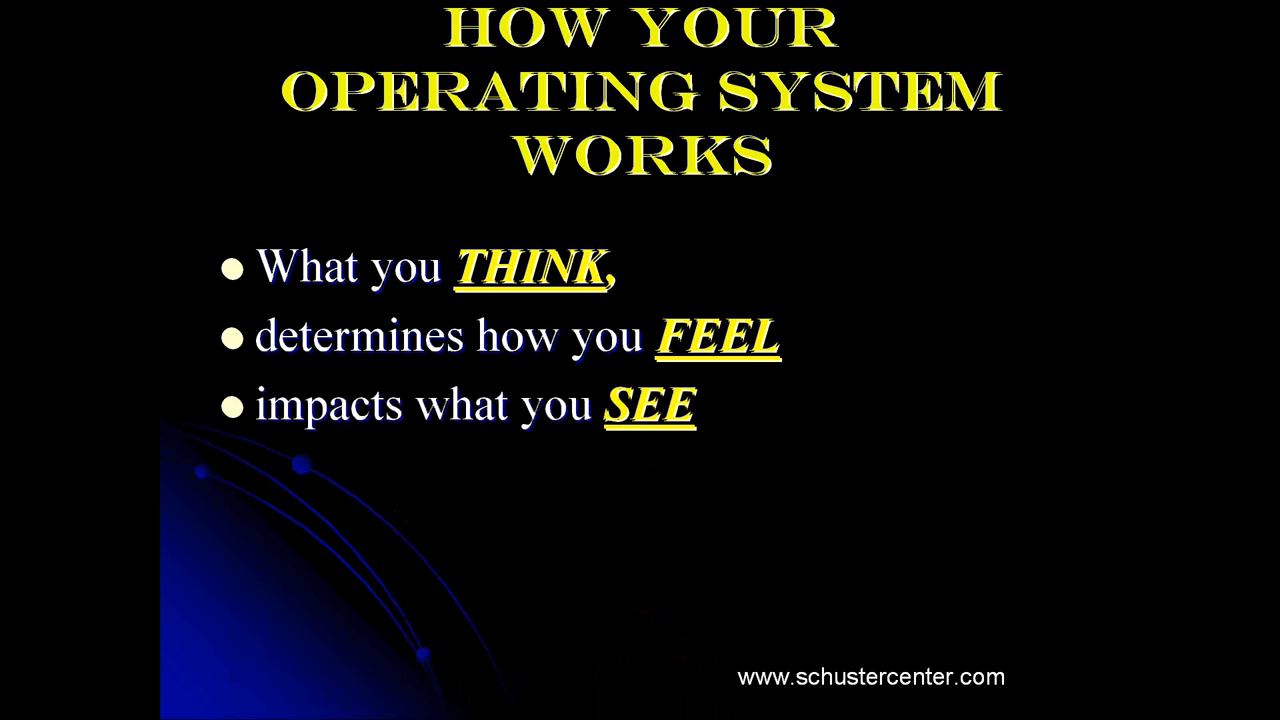 HOW YOUR
OPERATING SYSTEM
WORKS
What you THINK,
determines how you FEEL
impacts what you SEE
www.schustercenter.com